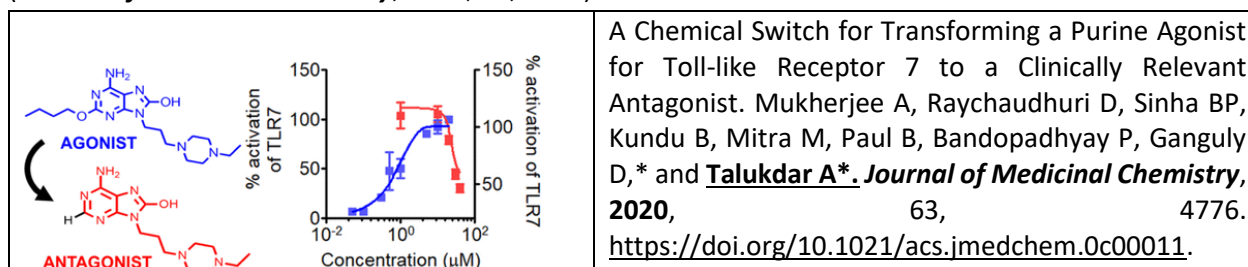 A Chemical Switch for Transforming a Purine Agonist
for Toll-like Receptor 7 to a Clinically Relevant
Antagonist. Mukherjee A, Raychaudhuri D, Sinha BP,
Kundu B, Mitra M, Paul B, Bandopadhyay P, Ganguly
D,* and Talukdar A*. Journal of Medicinal Chemistry,
2020, 63, 4776.
https://doi.org/10.1021/acs.jmedchem.0c00011.
NH2
N
N
OH
O
N
N
N
N
AGONIST
NH2
N
N
OH
H
N
N
N
N
ANTAGONIST
% activation
of TLR7
150
100
50
0
10-2
100
102
Concentration (µM)
150
100
50
% activation of TLR7